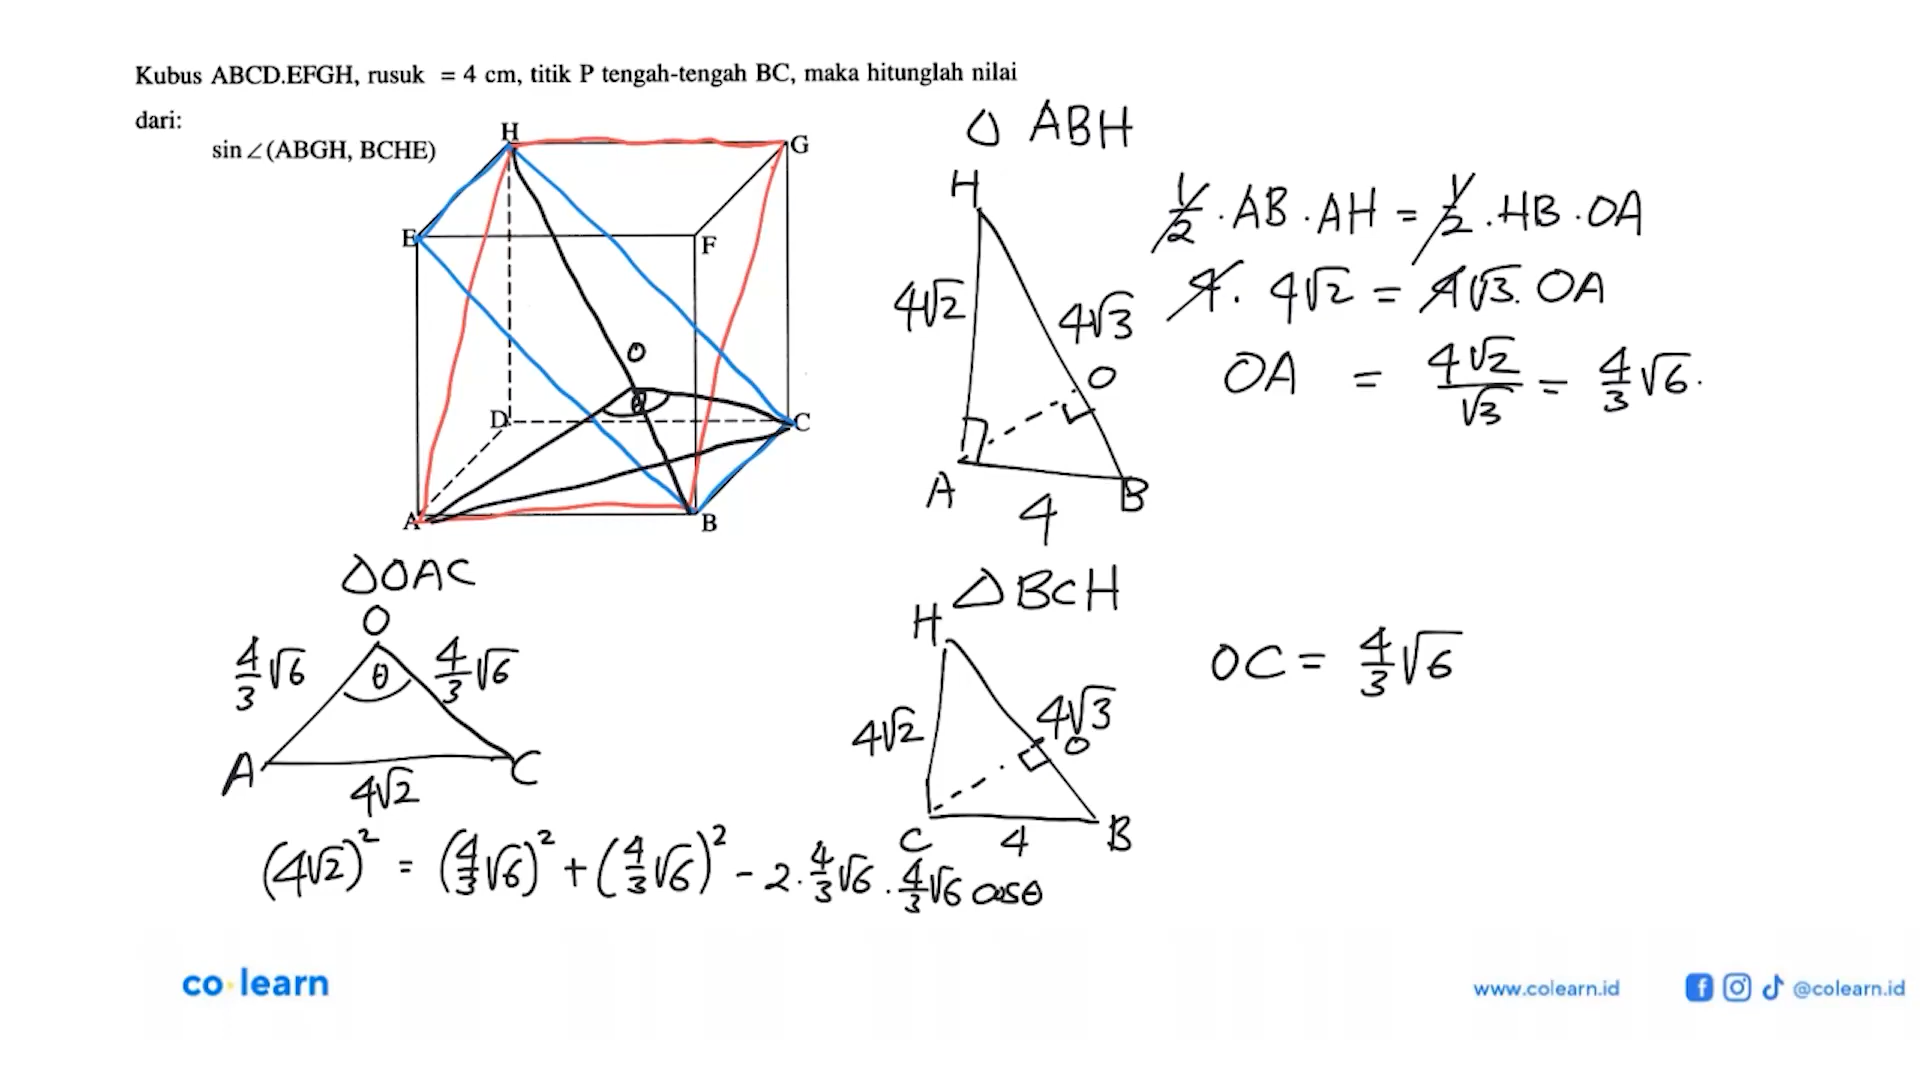 Kubus ABCD.EFGH, rusuk = 4 cm, titik P tengah-tengah BC, maka hitunglah nilai
dari:
sin∠(ABGH, BCHE)
H
G
E
F
O
θ
D
C
A
B
△ ABH
H
4√2
4√3
O
A
4
B
1/2 · AB · AH = 1/2 · HB · OA
4 · 4√2 = 4√3 · OA
OA = 4√2/√3 = 4/3 √6 .
△OAC
O
4/3 √6
θ
4/3 √6
A
4√2
C
△ BCH
H
4√2
4√3
O
C
4
B
OC = 4/3 √6
(4√2)² = (4/3 √6)² + (4/3 √6)² - 2 · 4/3 √6 · 4/3 √6 cosθ
co·learn
www.colearn.id
@colearn.id